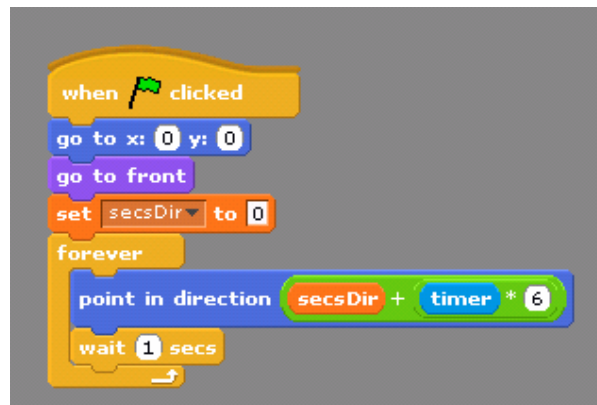 when clicked
go to x: 0 y: 0
go to front
set secsDir to 0
forever
point in direction secsDir + timer * 6
wait 1 secs